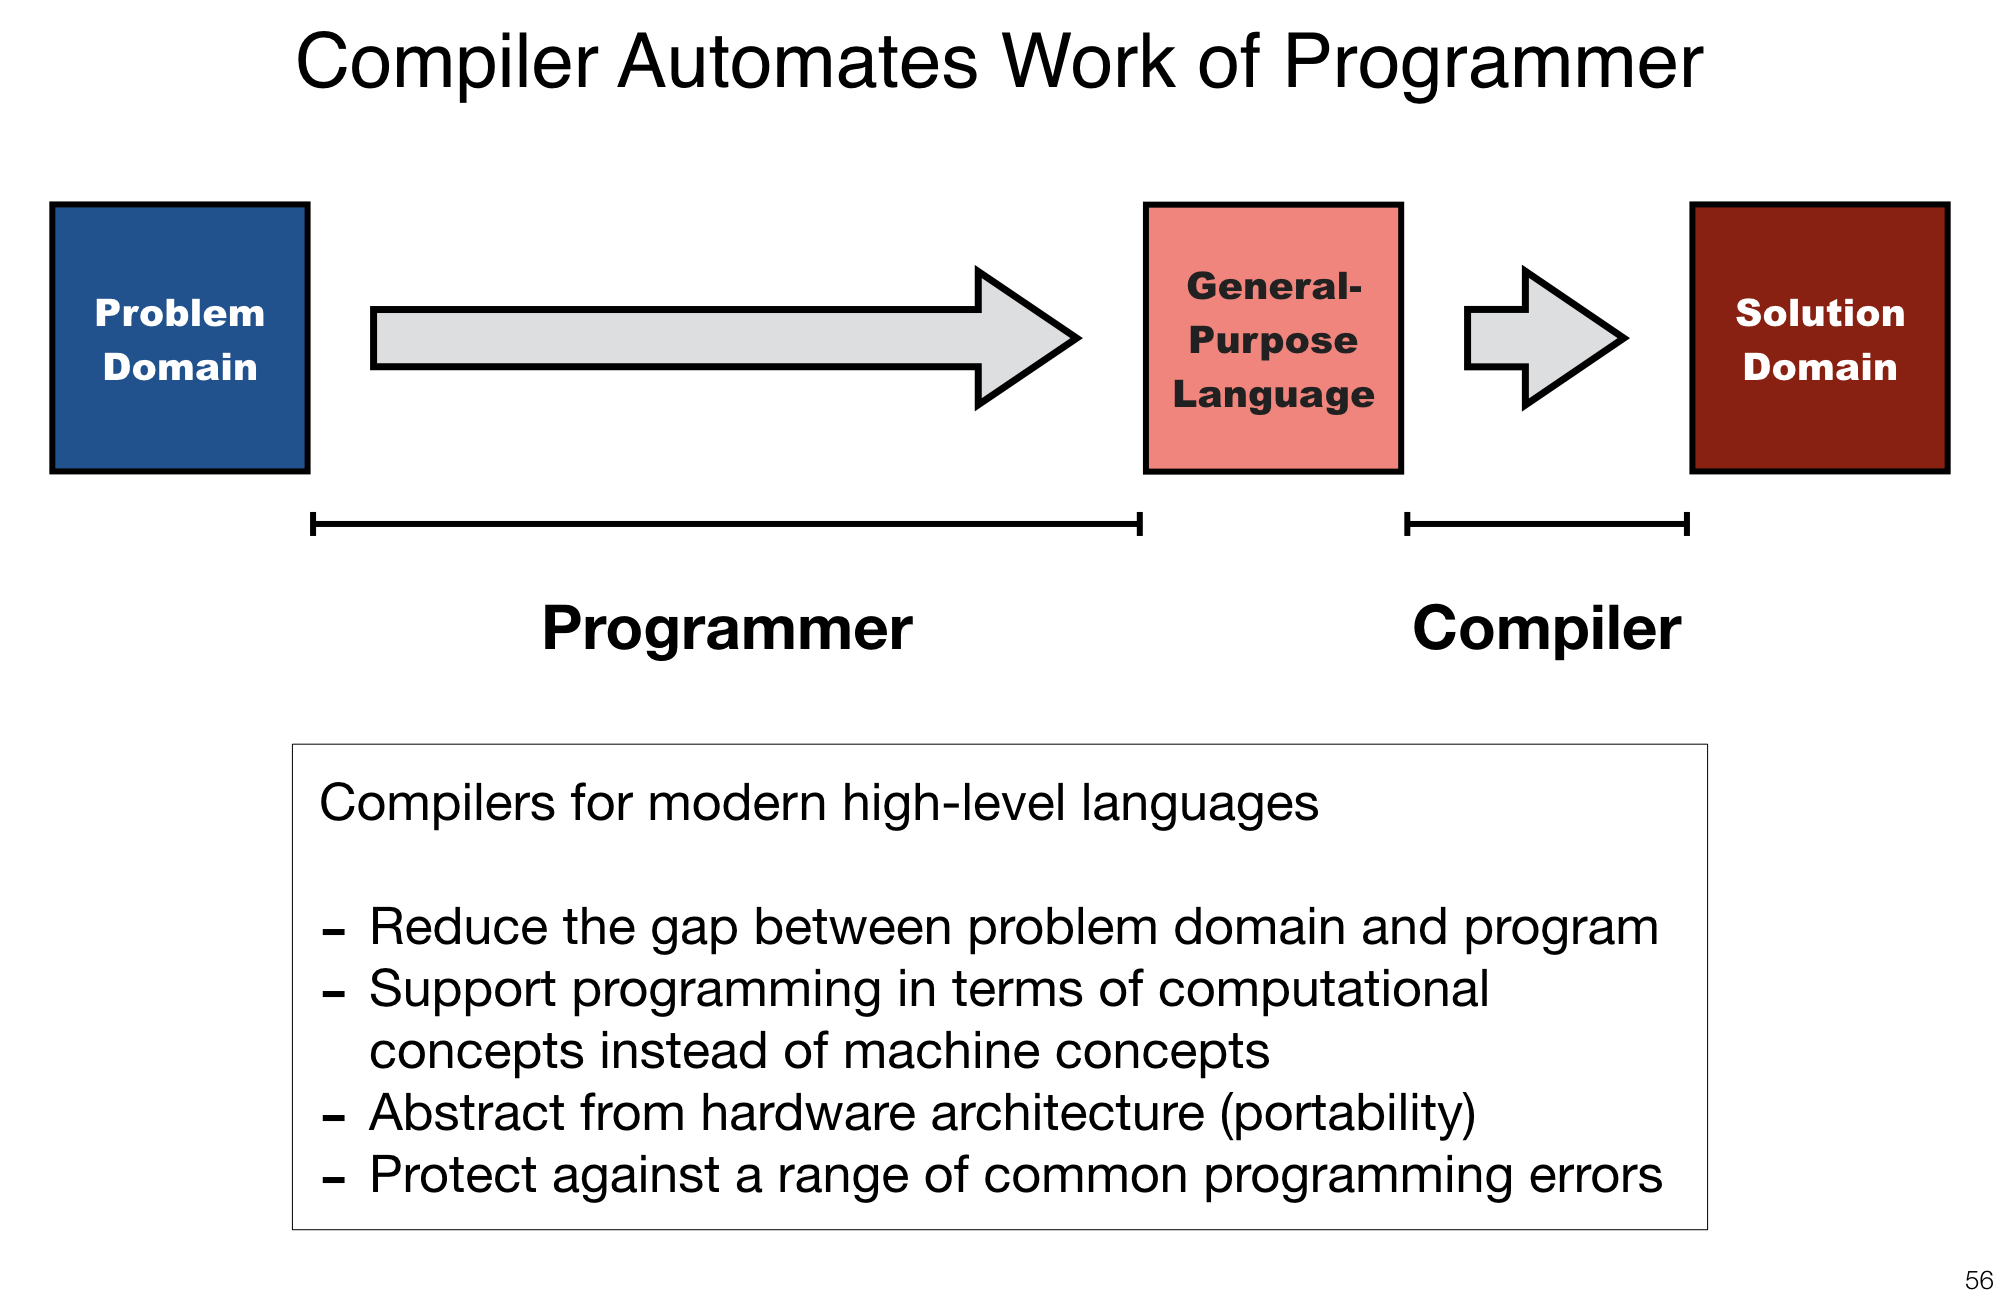 Compiler Automates Work of Programmer
Problem
Domain
General-
Purpose
Language
Solution
Domain
Programmer
Compiler
Compilers for modern high-level languages
- Reduce the gap between problem domain and program
- Support programming in terms of computational
concepts instead of machine concepts
- Abstract from hardware architecture (portability)
- Protect against a range of common programming errors
56